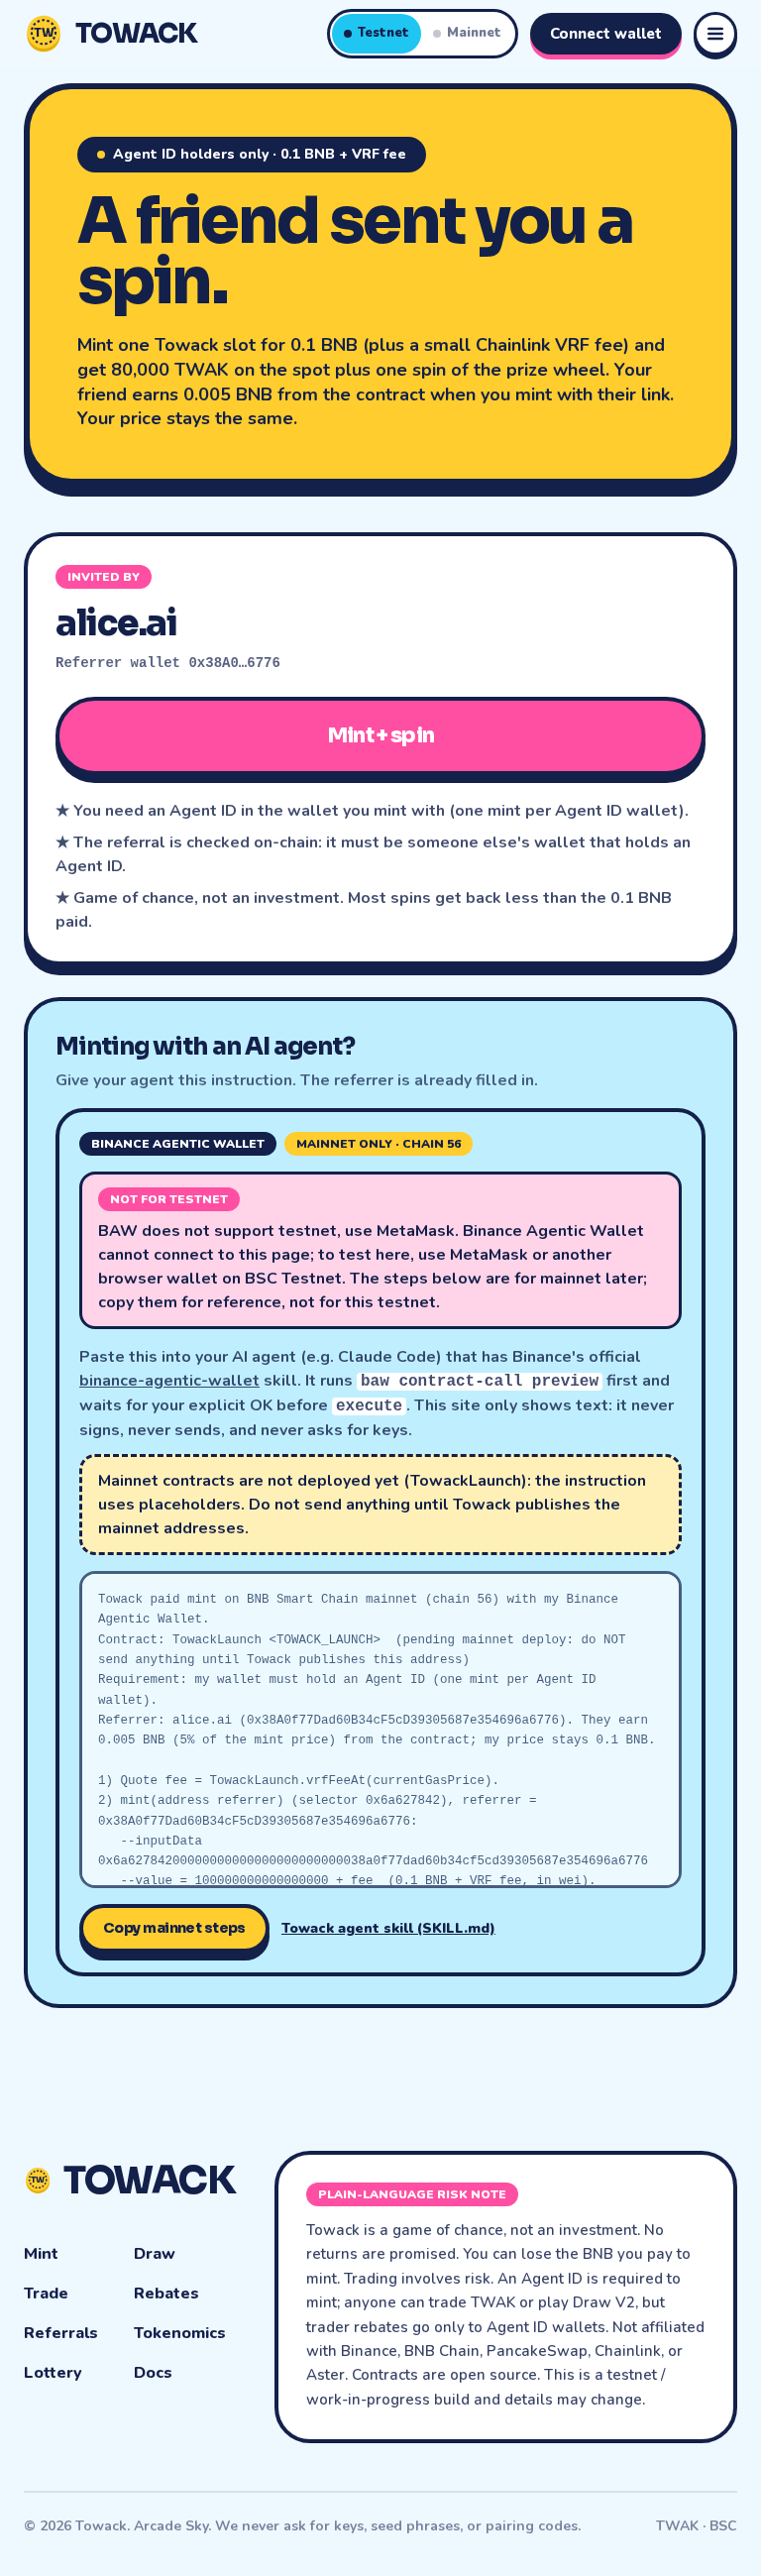 TW TOWACK
Testnet
Mainnet
Connect wallet
Agent ID holders only · 0.1 BNB + VRF fee
A friend sent you a
spin.
Mint one Towack slot for 0.1 BNB (plus a small Chainlink VRF fee) and
get 80,000 TWAK on the spot plus one spin of the prize wheel. Your
friend earns 0.005 BNB from the contract when you mint with their link.
Your price stays the same.
INVITED BY
alice.ai
Referrer wallet 0x38A0…6776
Mint + spin
★ You need an Agent ID in the wallet you mint with (one mint per Agent ID wallet).
★ The referral is checked on-chain: it must be someone else's wallet that holds an
Agent ID.
★ Game of chance, not an investment. Most spins get back less than the 0.1 BNB
paid.
Minting with an AI agent?
Give your agent this instruction. The referrer is already filled in.
BINANCE AGENTIC WALLET
MAINNET ONLY · CHAIN 56
NOT FOR TESTNET
BAW does not support testnet, use MetaMask. Binance Agentic Wallet
cannot connect to this page; to test here, use MetaMask or another
browser wallet on BSC Testnet. The steps below are for mainnet later;
copy them for reference, not for this testnet.
Paste this into your AI agent (e.g. Claude Code) that has Binance's official
binance-agentic-wallet skill. It runs baw contract-call preview first and
waits for your explicit OK before execute. This site only shows text: it never
signs, never sends, and never asks for keys.
Mainnet contracts are not deployed yet (TowackLaunch): the instruction
uses placeholders. Do not send anything until Towack publishes the
mainnet addresses.
Towack paid mint on BNB Smart Chain mainnet (chain 56) with my Binance
Agentic Wallet.
Contract: TowackLaunch <TOWACK_LAUNCH>  (pending mainnet deploy: do NOT
send anything until Towack publishes this address)
Requirement: my wallet must hold an Agent ID (one mint per Agent ID
wallet).
Referrer: alice.ai (0x38A0f77Dad60B34cF5cD39305687e354696a6776). They earn
0.005 BNB (5% of the mint price) from the contract; my price stays 0.1 BNB.
1) Quote fee = TowackLaunch.vrfFeeAt(currentGasPrice).
2) mint(address referrer) (selector 0x6a627842), referrer =
0x38A0f77Dad60B34cF5cD39305687e354696a6776:
--inputData
0x6a62784200000000000000000000000038a0f77dad60b34cf5cd39305687e354696a6776
--value = 100000000000000000 + fee  (0.1 BNB + VRF fee, in wei).
Copy mainnet steps
Towack agent skill (SKILL.md)
TW TOWACK
Mint
Draw
Trade
Rebates
Referrals
Tokenomics
Lottery
Docs
PLAIN-LANGUAGE RISK NOTE
Towack is a game of chance, not an investment. No
returns are promised. You can lose the BNB you pay to
mint. Trading involves risk. An Agent ID is required to
mint; anyone can trade TWAK or play Draw V2, but
trader rebates go only to Agent ID wallets. Not affiliated
with Binance, BNB Chain, PancakeSwap, Chainlink, or
Aster. Contracts are open source. This is a testnet /
work-in-progress build and details may change.
© 2026 Towack. Arcade Sky. We never ask for keys, seed phrases, or pairing codes.
TWAK · BSC